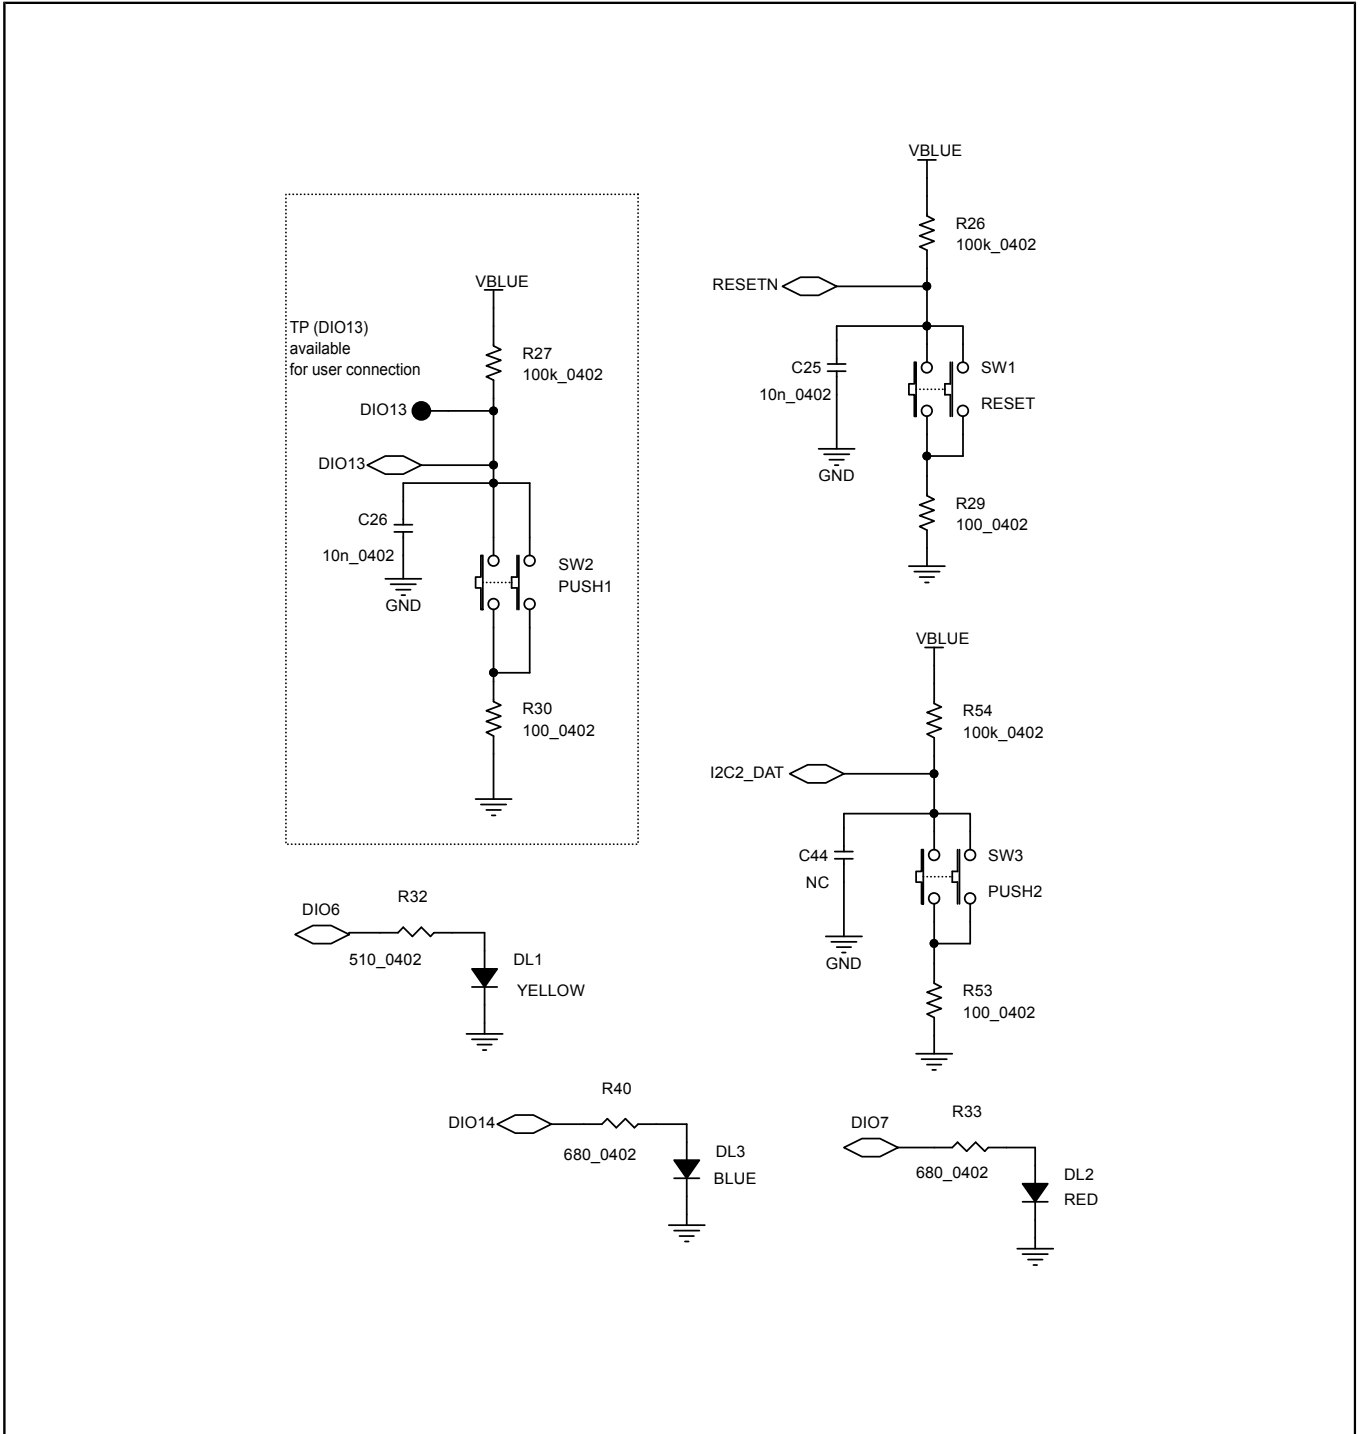 VBLUE
R26
100k_0402
RESETN
C25
10n_0402
SW1
RESET
GND
R29
100_0402
VBLUE
TP (DIO13)
available
for user connection
R27
100k_0402
DIO13
DIO13
C26
10n_0402
SW2
PUSH1
GND
R30
100_0402
VBLUE
R54
100k_0402
I2C2_DAT
C44
NC
SW3
PUSH2
GND
R53
100_0402
DIO6
R32
510_0402
DL1
YELLOW
DIO14
R40
680_0402
DL3
BLUE
DIO7
R33
680_0402
DL2
RED